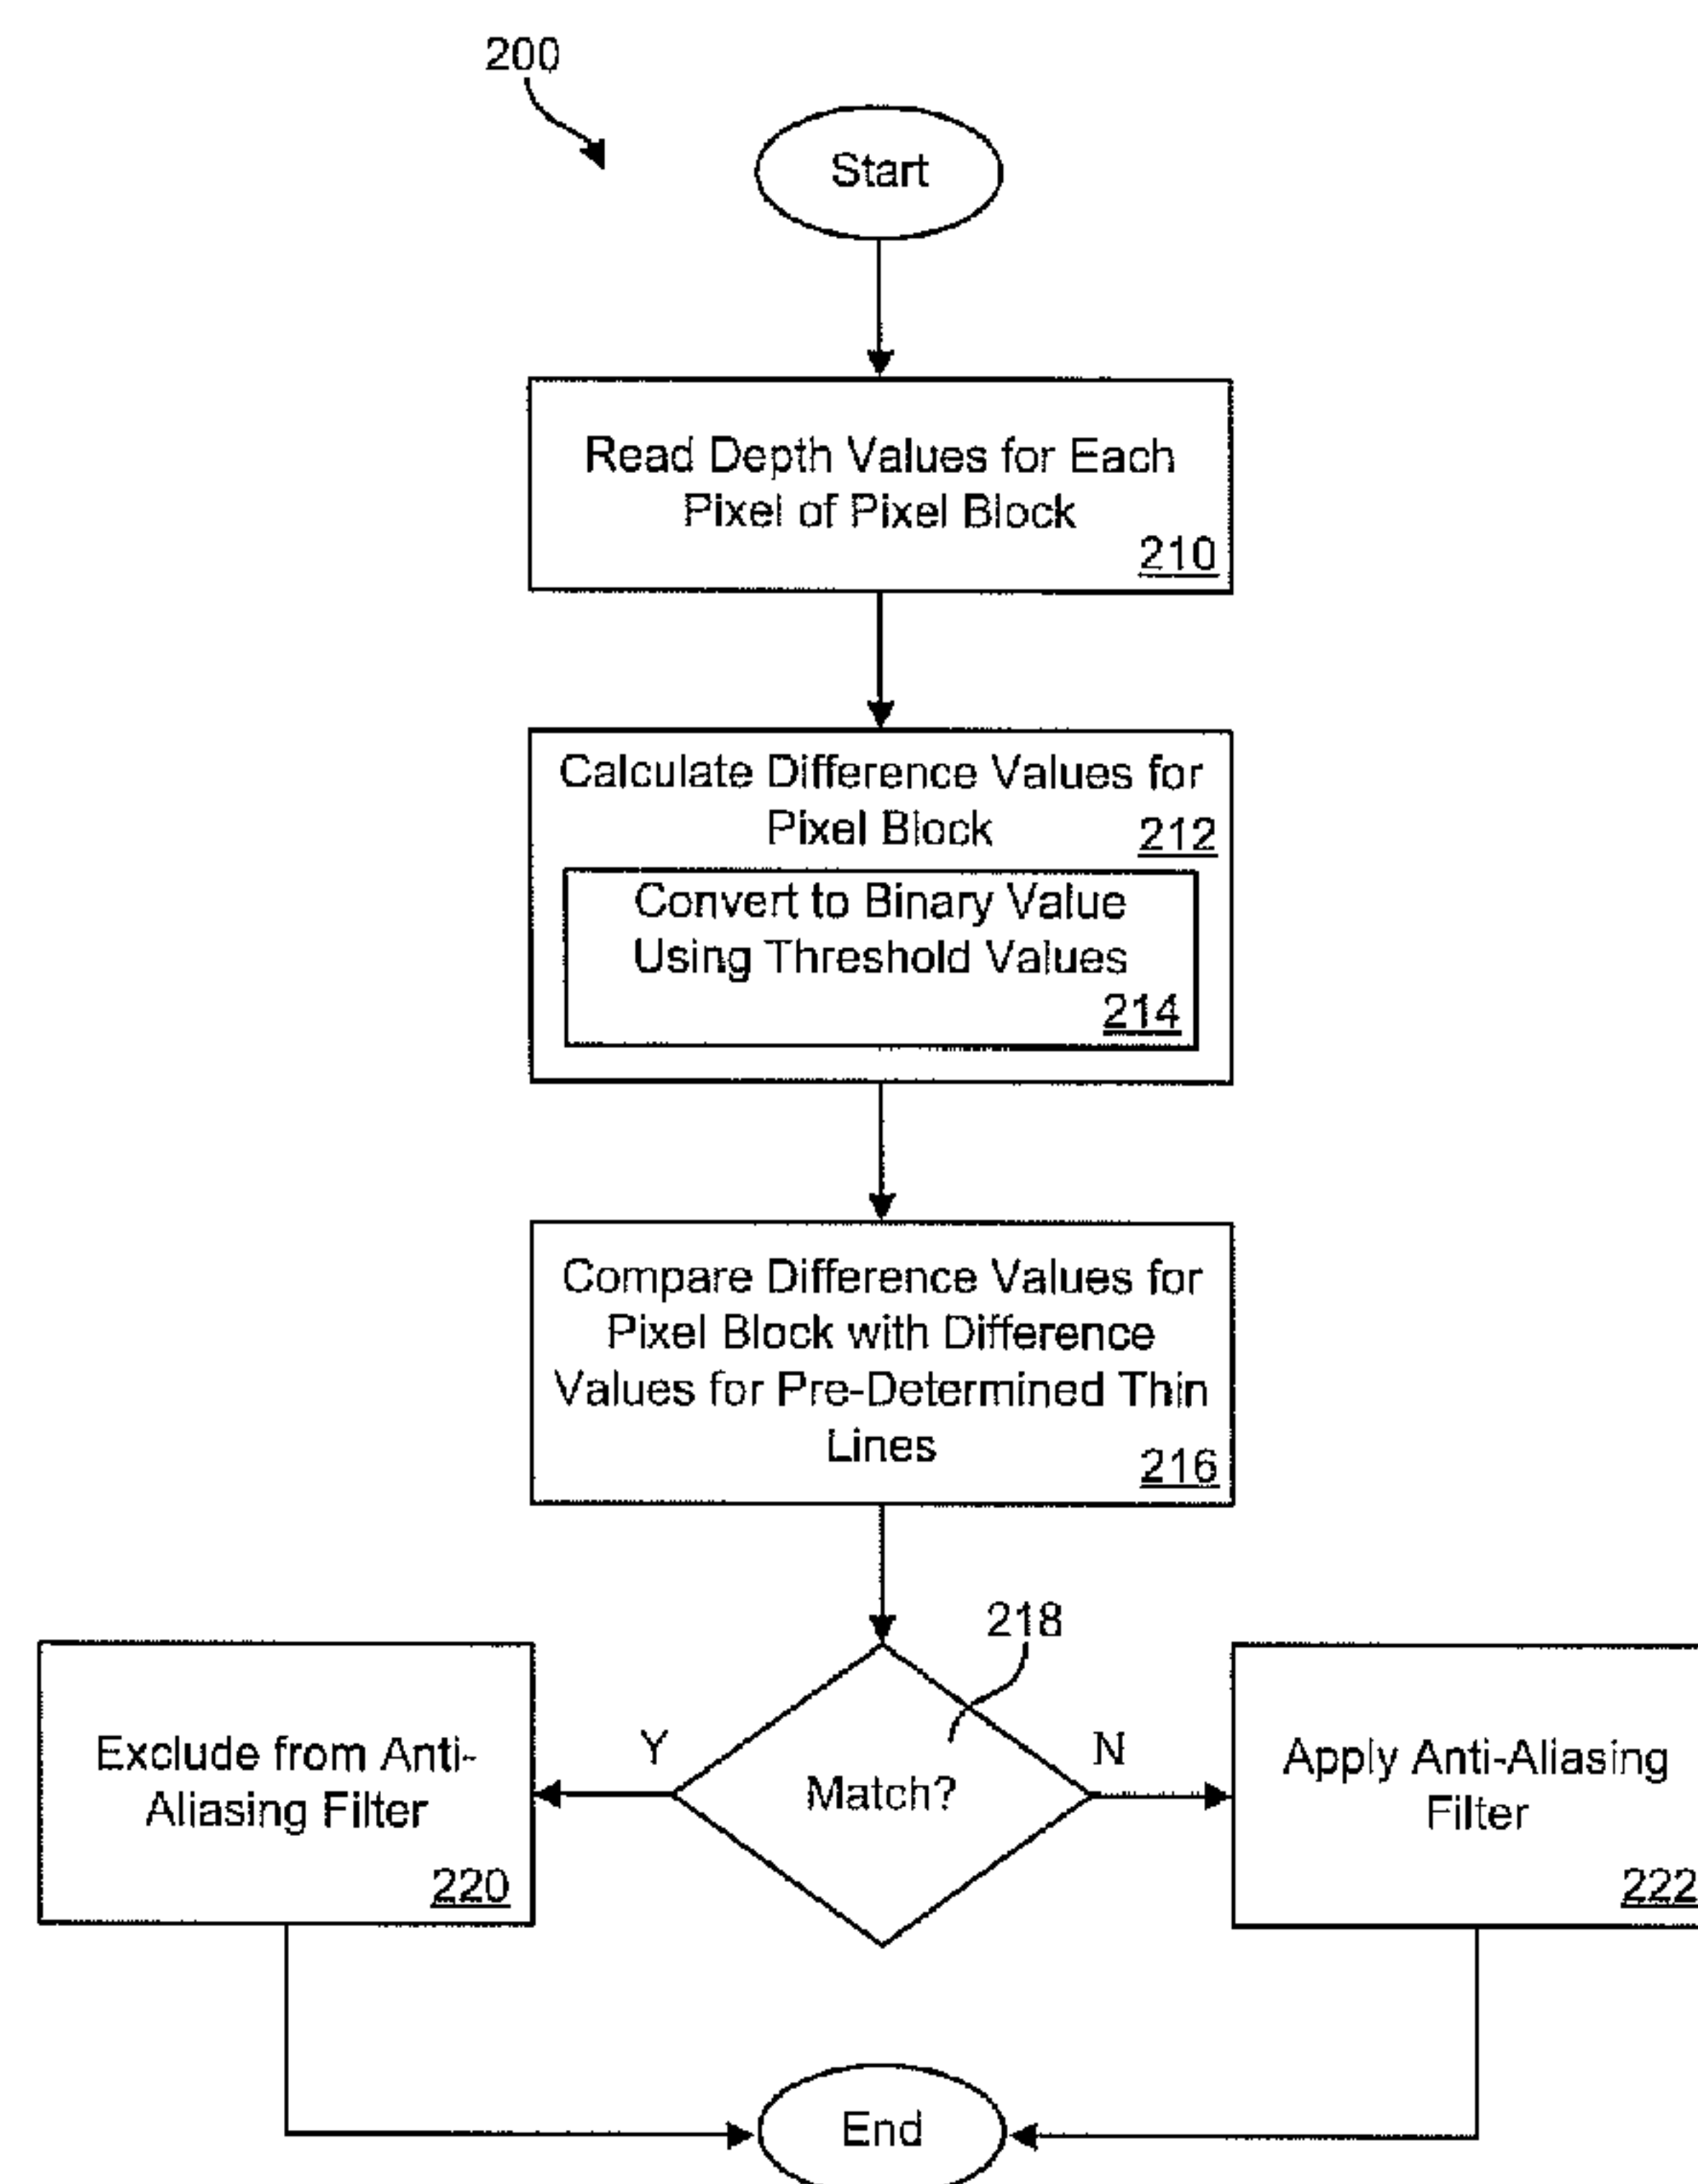 200
Start
Read Depth Values for Each
Pixel of Pixel Block
210
Calculate Difference Values for
Pixel Block
212
Convert to Binary Value
Using Threshold Values
214
Compare Difference Values for
Pixel Block with Difference
Values for Pre-Determined Thin
Lines
216
218
Y
Match?
N
Exclude from Anti-
Aliasing Filter
220
Apply Anti-Aliasing
Filter
222
End